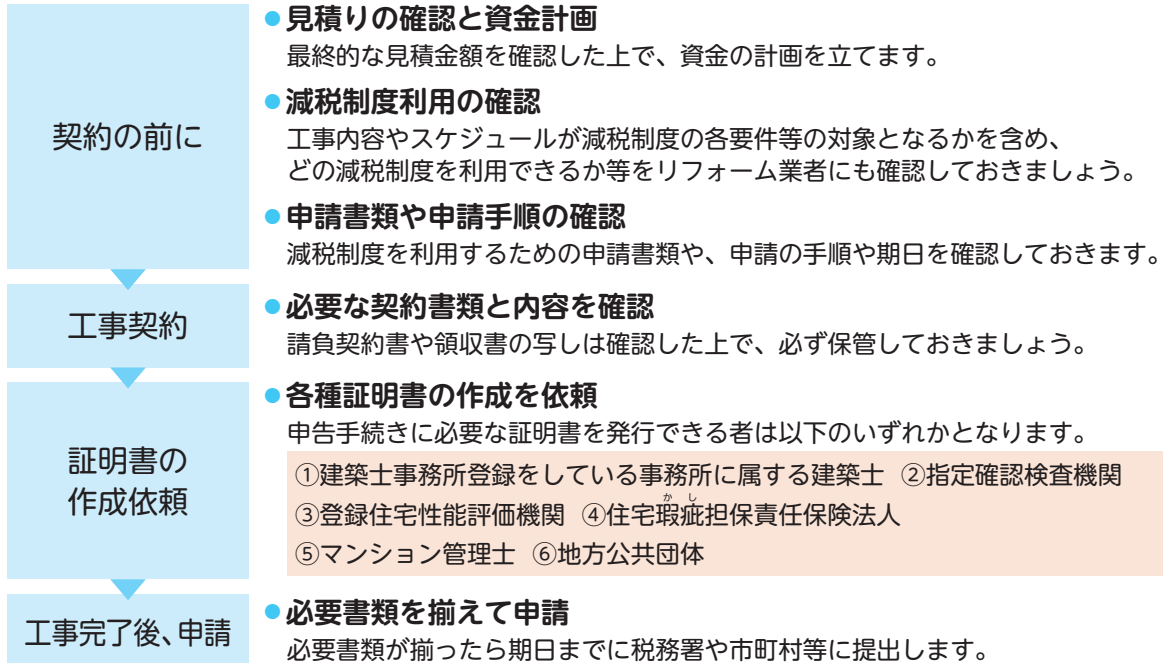 契約の前に
●見積りの確認と資金計画
最終的な見積金額を確認した上で、資金の計画を立てます。
●減税制度利用の確認
工事内容やスケジュールが減税制度の各要件等の対象となるかを含め、
どの減税制度を利用できるか等をリフォーム業者にも確認しておきましょう。
●申請書類や申請手順の確認
減税制度を利用するための申請書類や、申請の手順や期日を確認しておきます。
工事契約
●必要な契約書類と内容を確認
請負契約書や領収書の写しは確認した上で、必ず保管しておきましょう。
証明書の
作成依頼
●各種証明書の作成を依頼
申告手続きに必要な証明書を発行できる者は以下のいずれかとなります。
①建築士事務所登録をしている事務所に属する建築士 ②指定確認検査機関
かし
③登録住宅性能評価機関 ④住宅瑕疵担保責任保険法人
⑤マンション管理士 ⑥地方公共団体
工事完了後、申請
●必要書類を揃えて申請
必要書類が揃ったら期日までに税務署や市町村等に提出します。